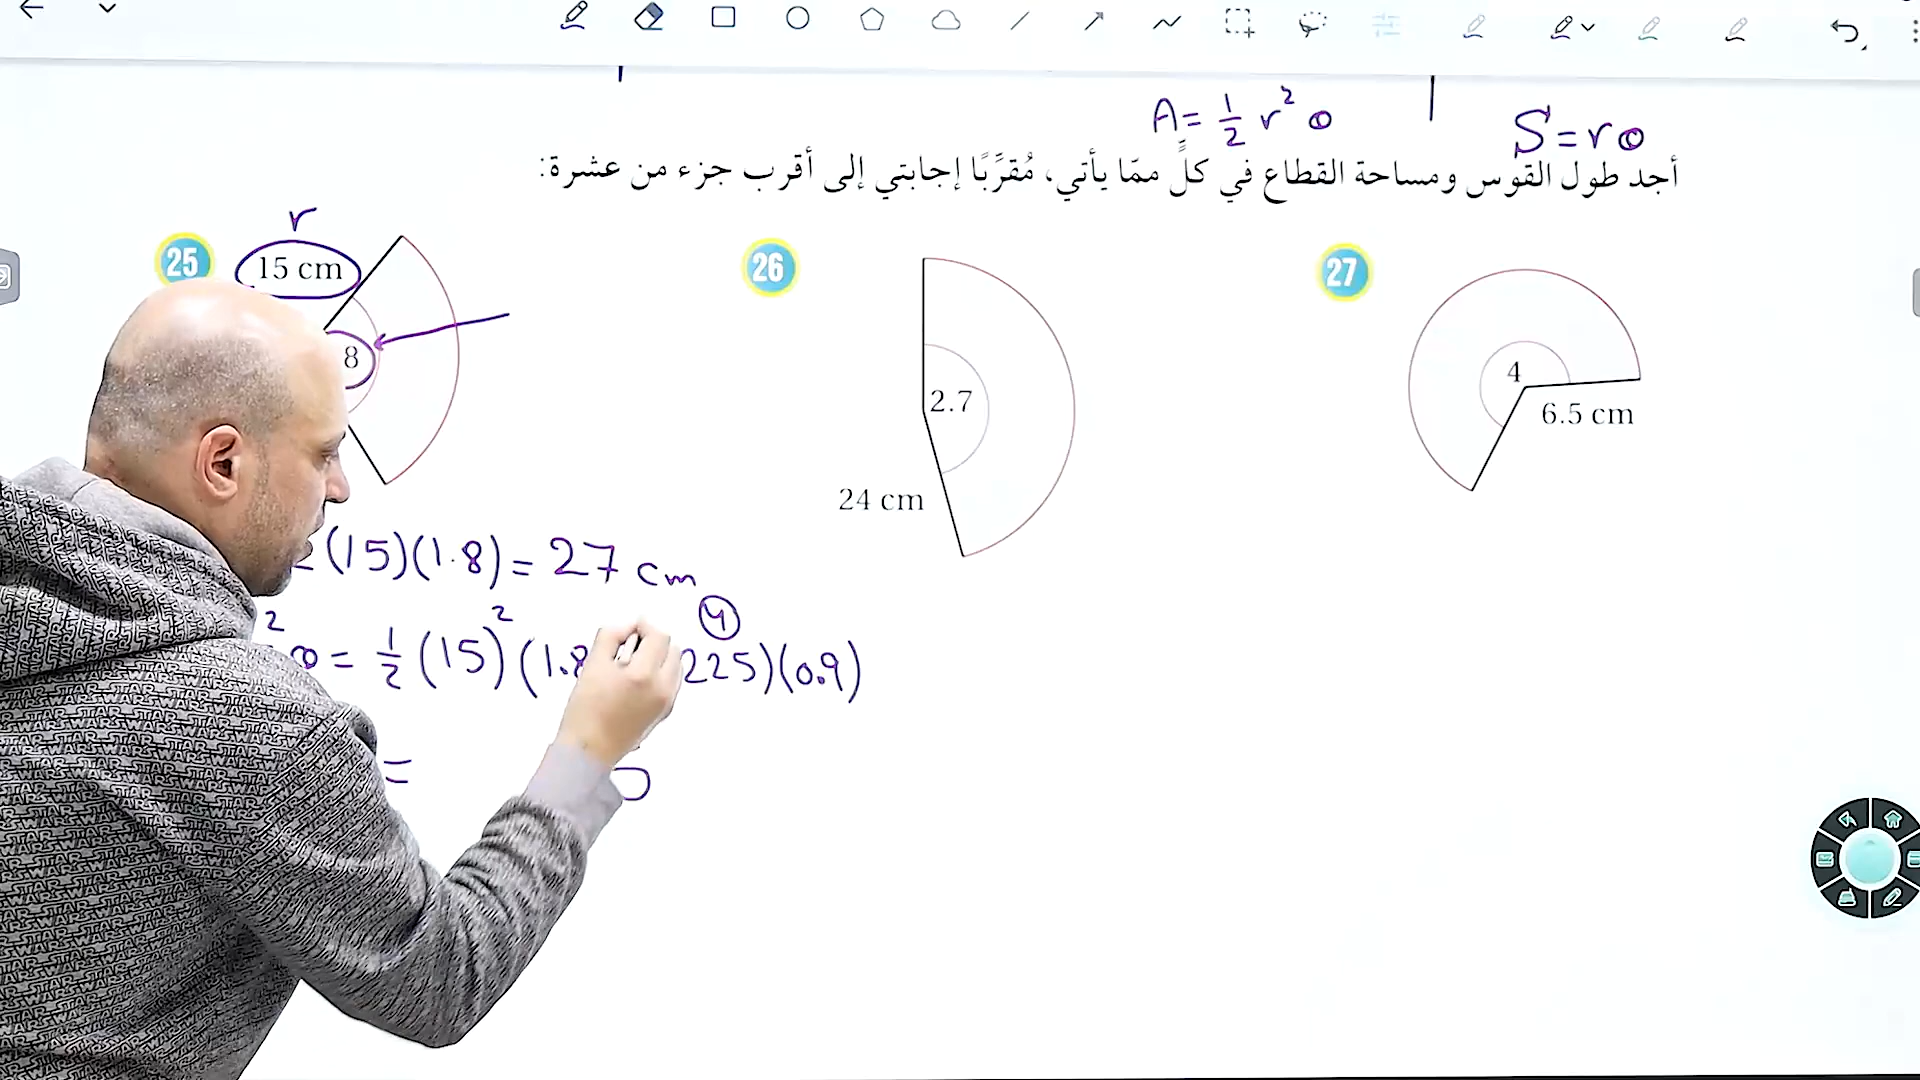 A = 1/2 r² θ
S = rθ
أجد طول القوس ومساحة القطاع في كلٍّ ممّا يأتي، مُقرِّبًا إجابتي إلى أقرب جزء من عشرة:
25
r
15 cm
8
26
2.7
24 cm
27
4
6.5 cm
(15)(1.8) = 27 cm
² θ = 1/2 (15)² (1.8 225)(0.9)
4
=